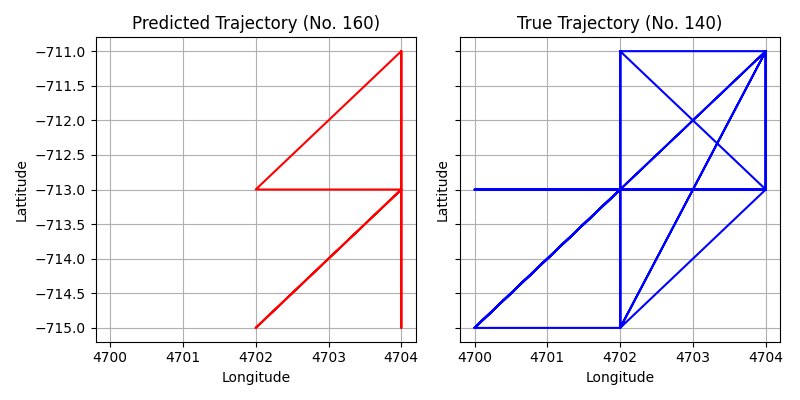 Predicted Trajectory (No. 160)
True Trajectory (No. 140)
Lattitude
−711.0
−711.5
−712.0
−712.5
−713.0
−713.5
−714.0
−714.5
−715.0
4700 4701 4702 4703 4704
Longitude
Lattitude
4700 4701 4702 4703 4704
Longitude